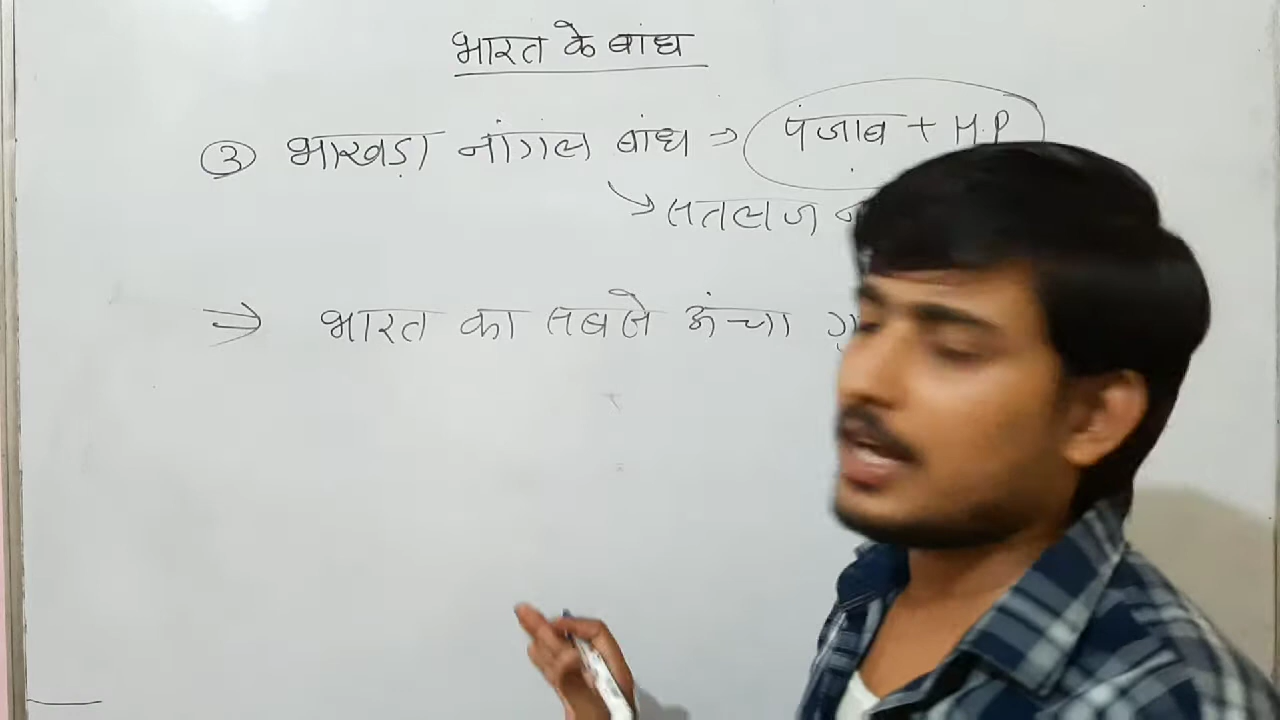 भारत के बांध
③ भाखड़ा नांगल बांध → पंजाब + H.P
↘ सतलज
⇒ भारत का सबसे ऊंचा